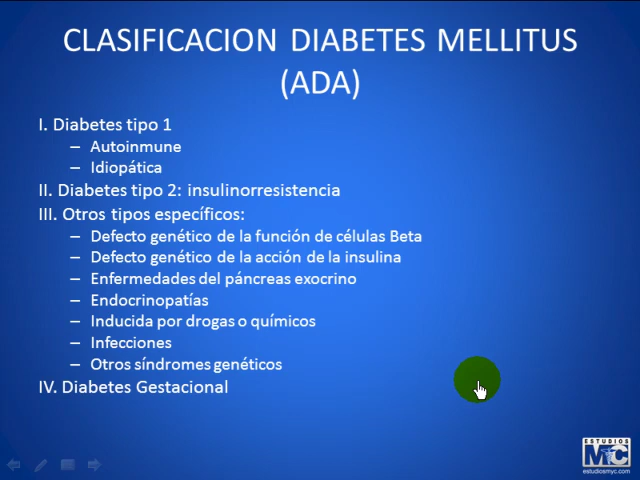 CLASIFICACION DIABETES MELLITUS
(ADA)
I. Diabetes tipo 1
– Autoinmune
– Idiopática
II. Diabetes tipo 2: insulinorresistencia
III. Otros tipos específicos:
– Defecto genético de la función de células Beta
– Defecto genético de la acción de la insulina
– Enfermedades del páncreas exocrino
– Endocrinopatías
– Inducida por drogas o químicos
– Infecciones
– Otros síndromes genéticos
IV. Diabetes Gestacional
ESTUDIOS
MyC
estudiosmyc.com